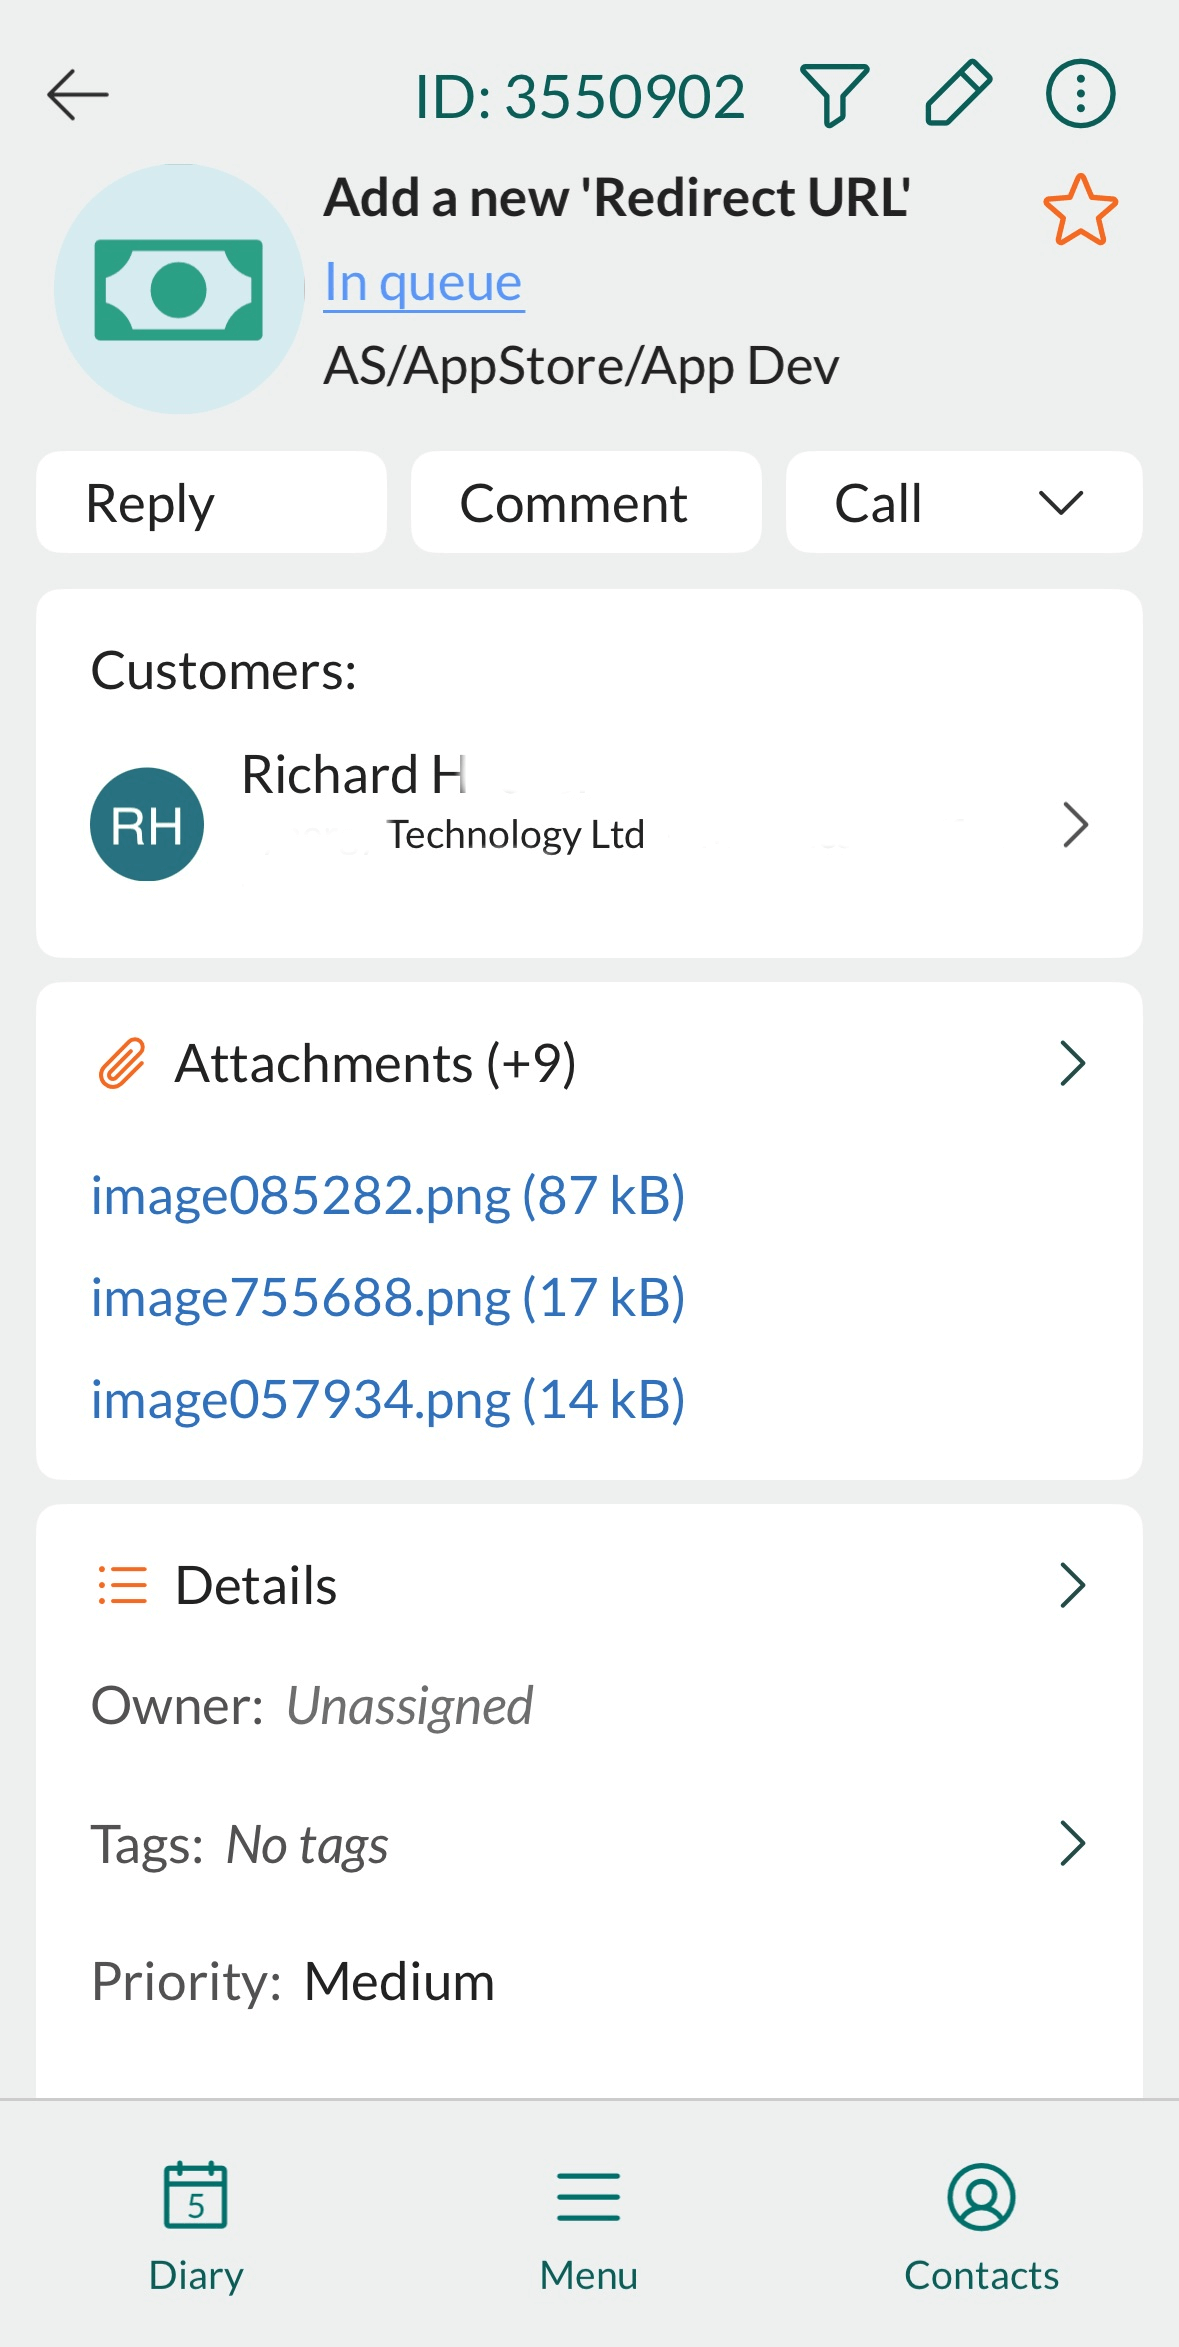 ID: 3550902
Add a new 'Redirect URL'
In queue
AS/AppStore/App Dev
Reply
Comment
Call
Customers:
RH
Richard H
Technology Ltd
Attachments (+9)
image085282.png (87 kB)
image755688.png (17 kB)
image057934.png (14 kB)
Details
Owner: Unassigned
Tags: No tags
Priority: Medium
5
Diary
Menu
Contacts